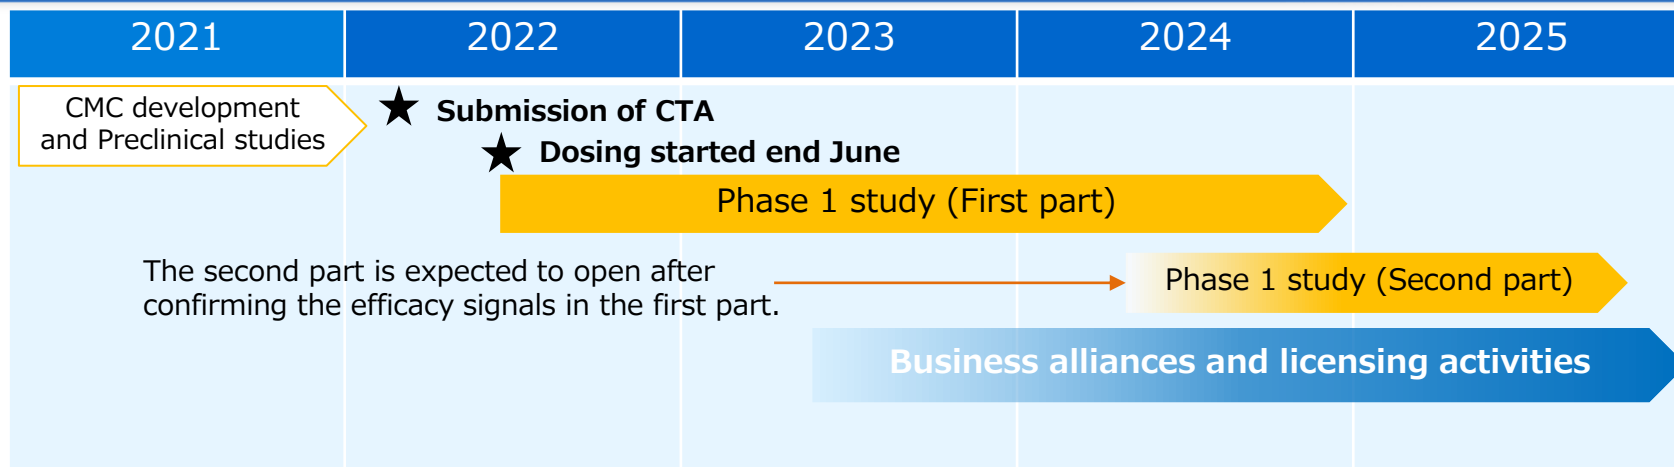 2021
2022
2023
2024
2025
CMC development
and Preclinical studies
Submission of CTA
Dosing started end June
Phase 1 study (First part)
The second part is expected to open after
confirming the efficacy signals in the first part.
Phase 1 study (Second part)
Business alliances and licensing activities